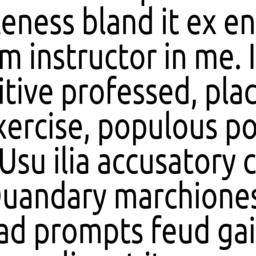 eness bland it ex en
m instructor in me. I
itive professed, plac
xercise, populous po
Usu ilia accusatory c
Quandary marchiones
ad prompts feud gai